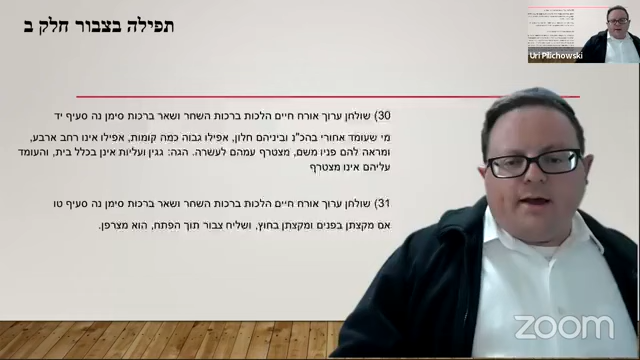 תפילה בצבור חלק ב
Uri Pilichowski
30) שולחן ערוך אורח חיים הלכות ברכות השחר ושאר ברכות סימן נה סעיף יד
מי שעומד אחורי בהכ"נ וביניהם חלון, אפילו גבוה כמה קומות, אפילו אינו רחב ארבע,
ומראה להם פניו משם, מצטרף עמהם לעשרה. הגה: גגין ועליות אינן בכלל בית, והעומד
עליהם אינו מצטרף
31) שולחן ערוך אורח חיים הלכות ברכות השחר ושאר ברכות סימן נה סעיף טו
אם מקצתן בפנים ומקצתן בחוץ, ושליח צבור תוך הפתח, הוא מצרפן.
zoom